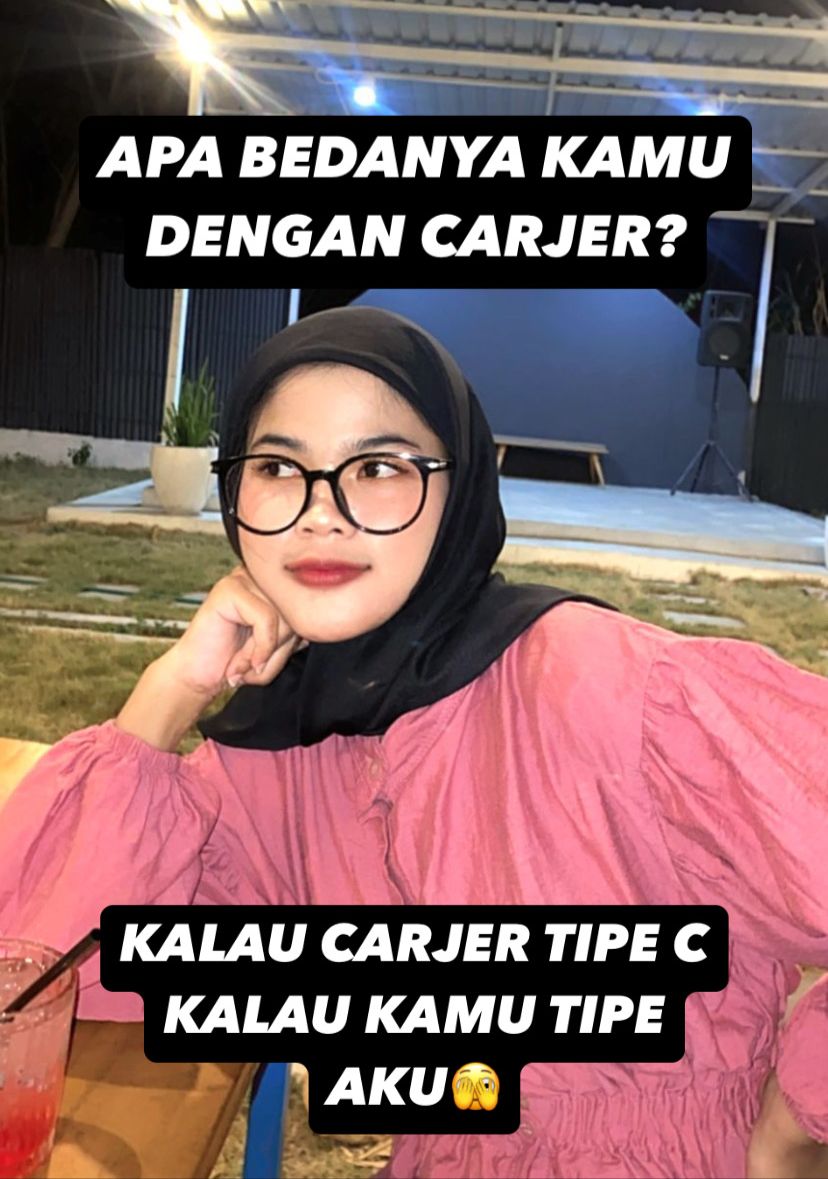 APA BEDANYA KAMU
DENGAN CARJER?
KALAU CARJER TIPE C
KALAU KAMU TIPE
AKU🫣